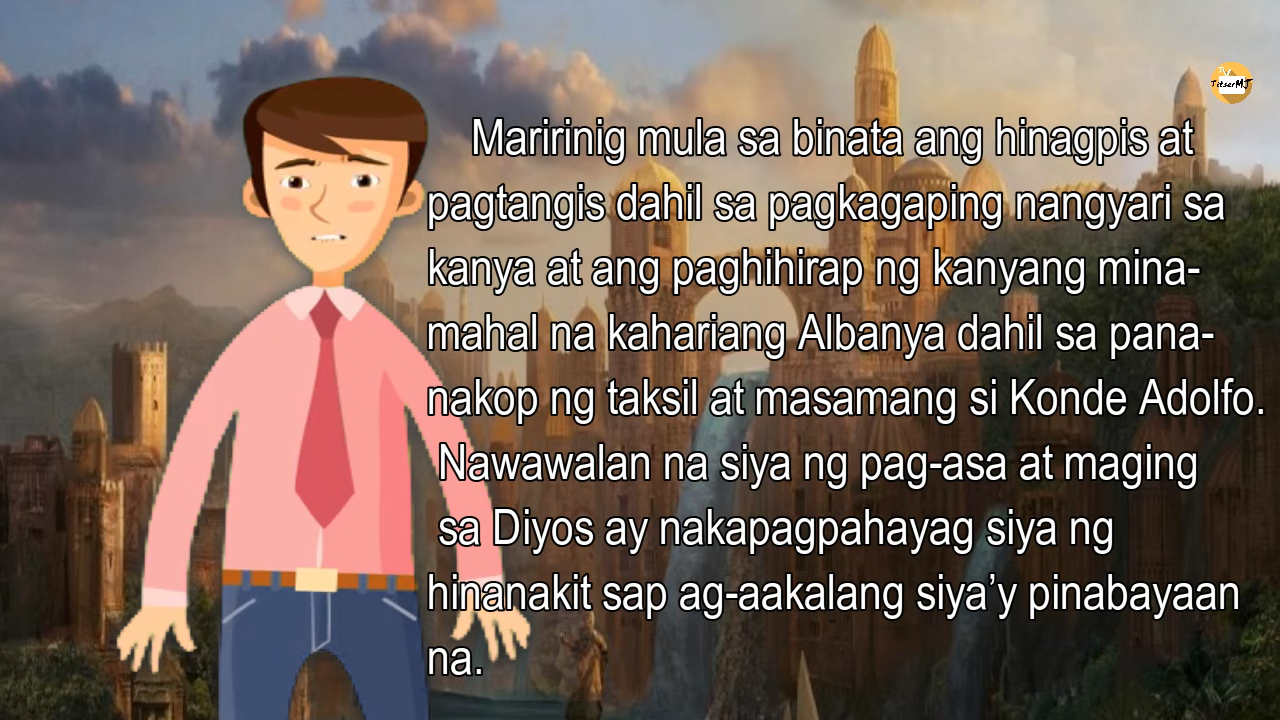 TV
TitserMJ
Maririnig mula sa binata ang hinagpis at
pagtangis dahil sa pagkagaping nangyari sa
kanya at ang paghihirap ng kanyang mina-
mahal na kahariang Albanya dahil sa pana-
nakop ng taksil at masamang si Konde Adolfo.
Nawawalan na siya ng pag-asa at maging
sa Diyos ay nakapagpahayag siya ng
hinanakit sap ag-aakalang siya’y pinabayaan
na.